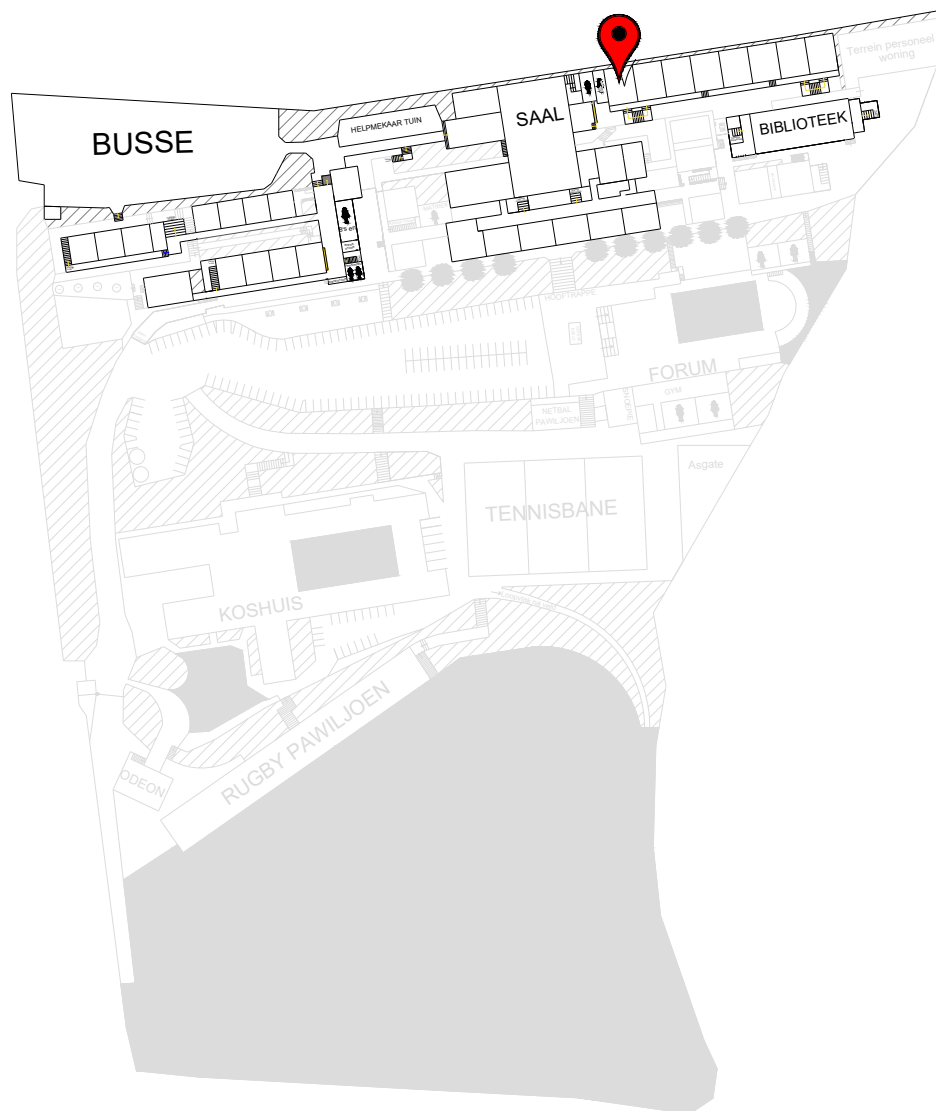 Terrein personeel
woning
BUSSE
HELPMEKAAR TUIN
SAAL
BIBLIOTEEK
HOOFTRAPPE
FORUM
GYM
NETBAL
PAWILJOEN
Asgate
TENNISBANE
KOSHUIS
RUGBY PAWILJOEN
ODEON